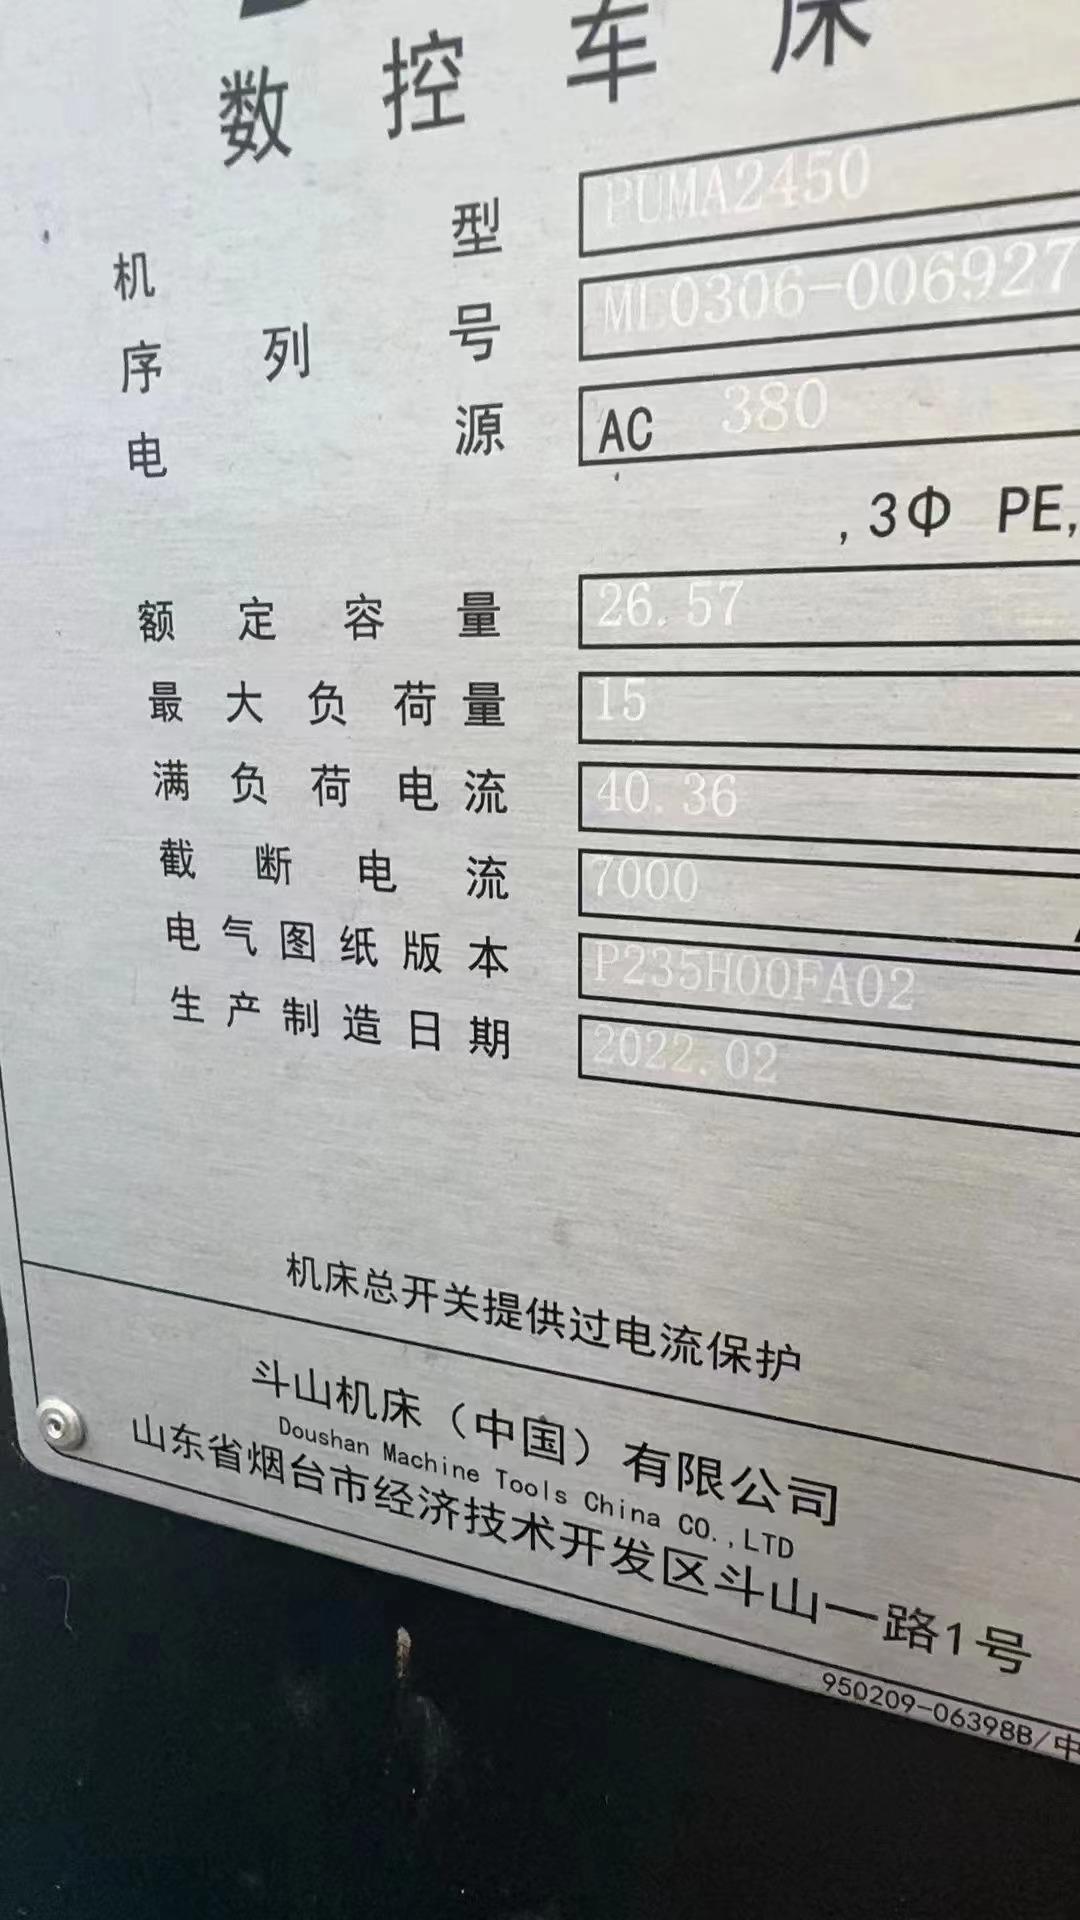 数控车床
机型 PUMA2450
序列号 ML0306-006927
电源 AC 380
,3Φ PE,
额定容量 26.57
最大负荷量 15
满负荷电流 40.36
截断电流 7000
电气图纸版本 P235H00FA02
生产制造日期 2022.02
机床总开关提供过电流保护
斗山机床（中国）有限公司
Doushan Machine Tools China CO.,LTD
山东省烟台市经济技术开发区斗山一路1号
950209-06398B/中